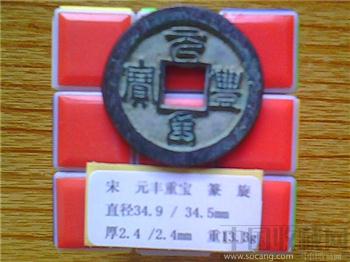 元豐重寶
宋 元丰重宝 篆 旋
直径34.9 / 34.5mm
厚2.4 /2.4mm 重13.3g
www.socang.com